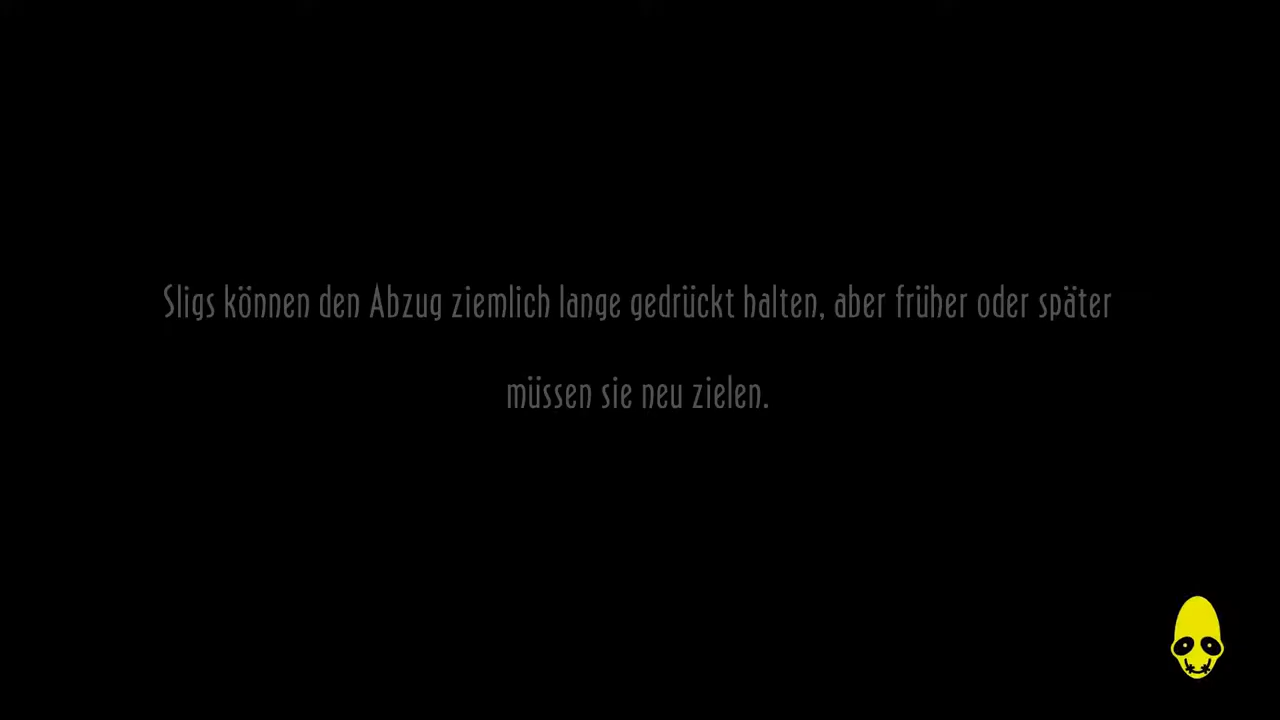 Sligs können den Abzug ziemlich lange gedrückt halten, aber früher oder später
müssen sie neu zielen.